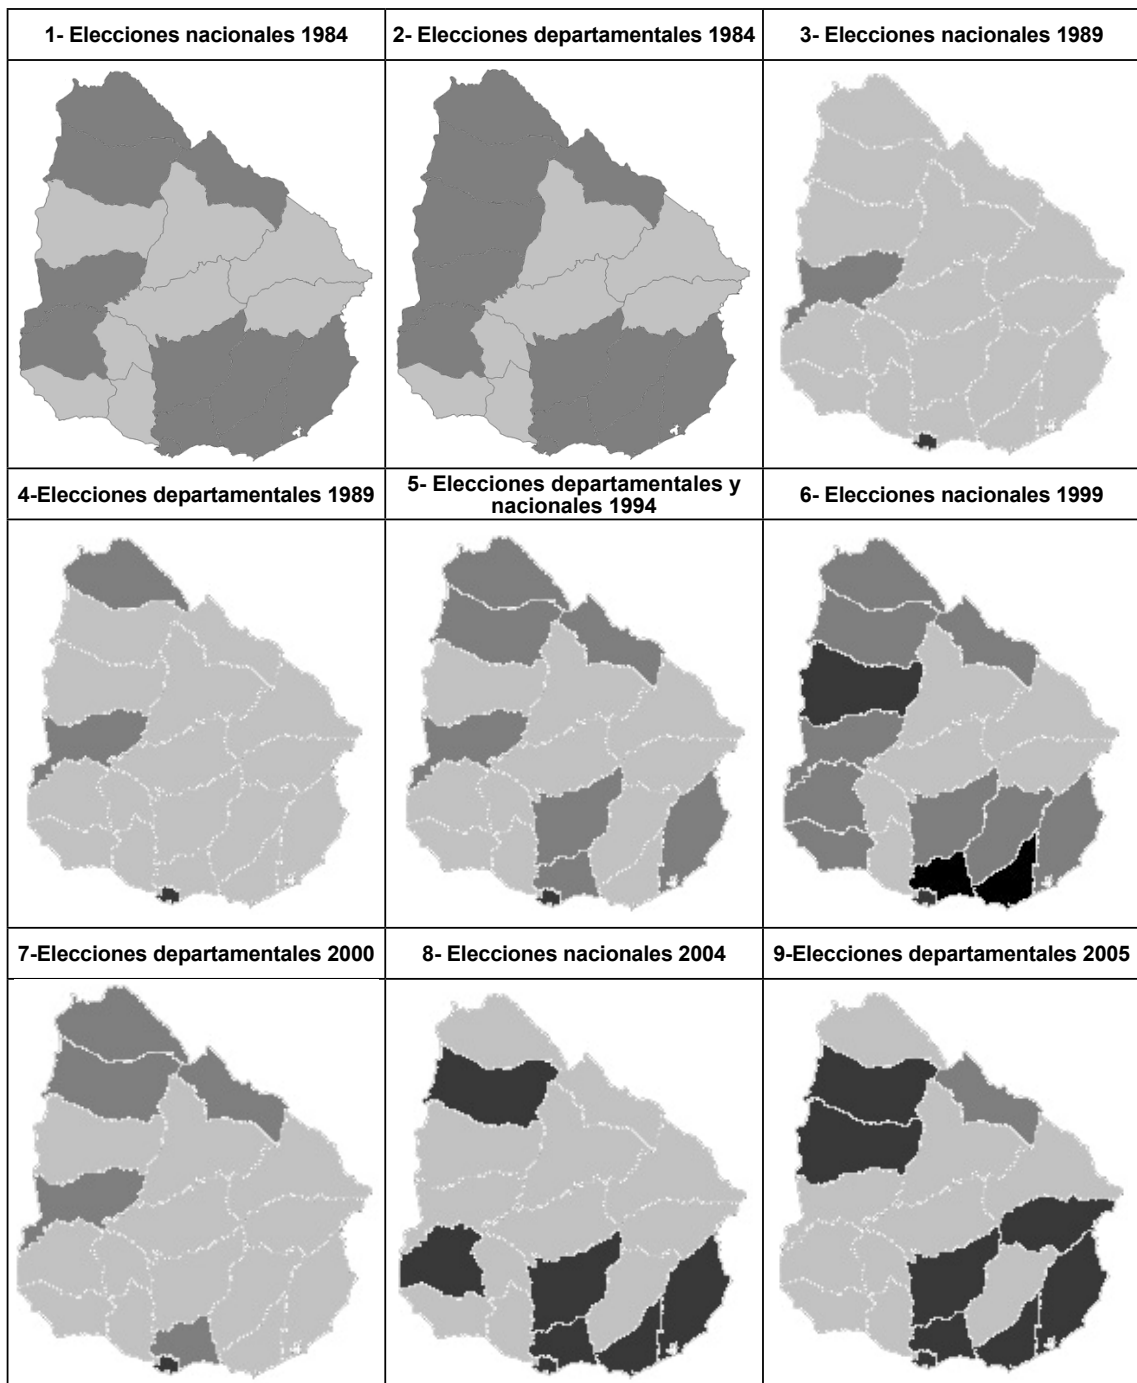 1- Elecciones nacionales 1984
2- Elecciones departamentales 1984
3- Elecciones nacionales 1989
4-Elecciones departamentales 1989
5- Elecciones departamentales y
nacionales 1994
6- Elecciones nacionales 1999
7-Elecciones departamentales 2000
8- Elecciones nacionales 2004
9-Elecciones departamentales 2005